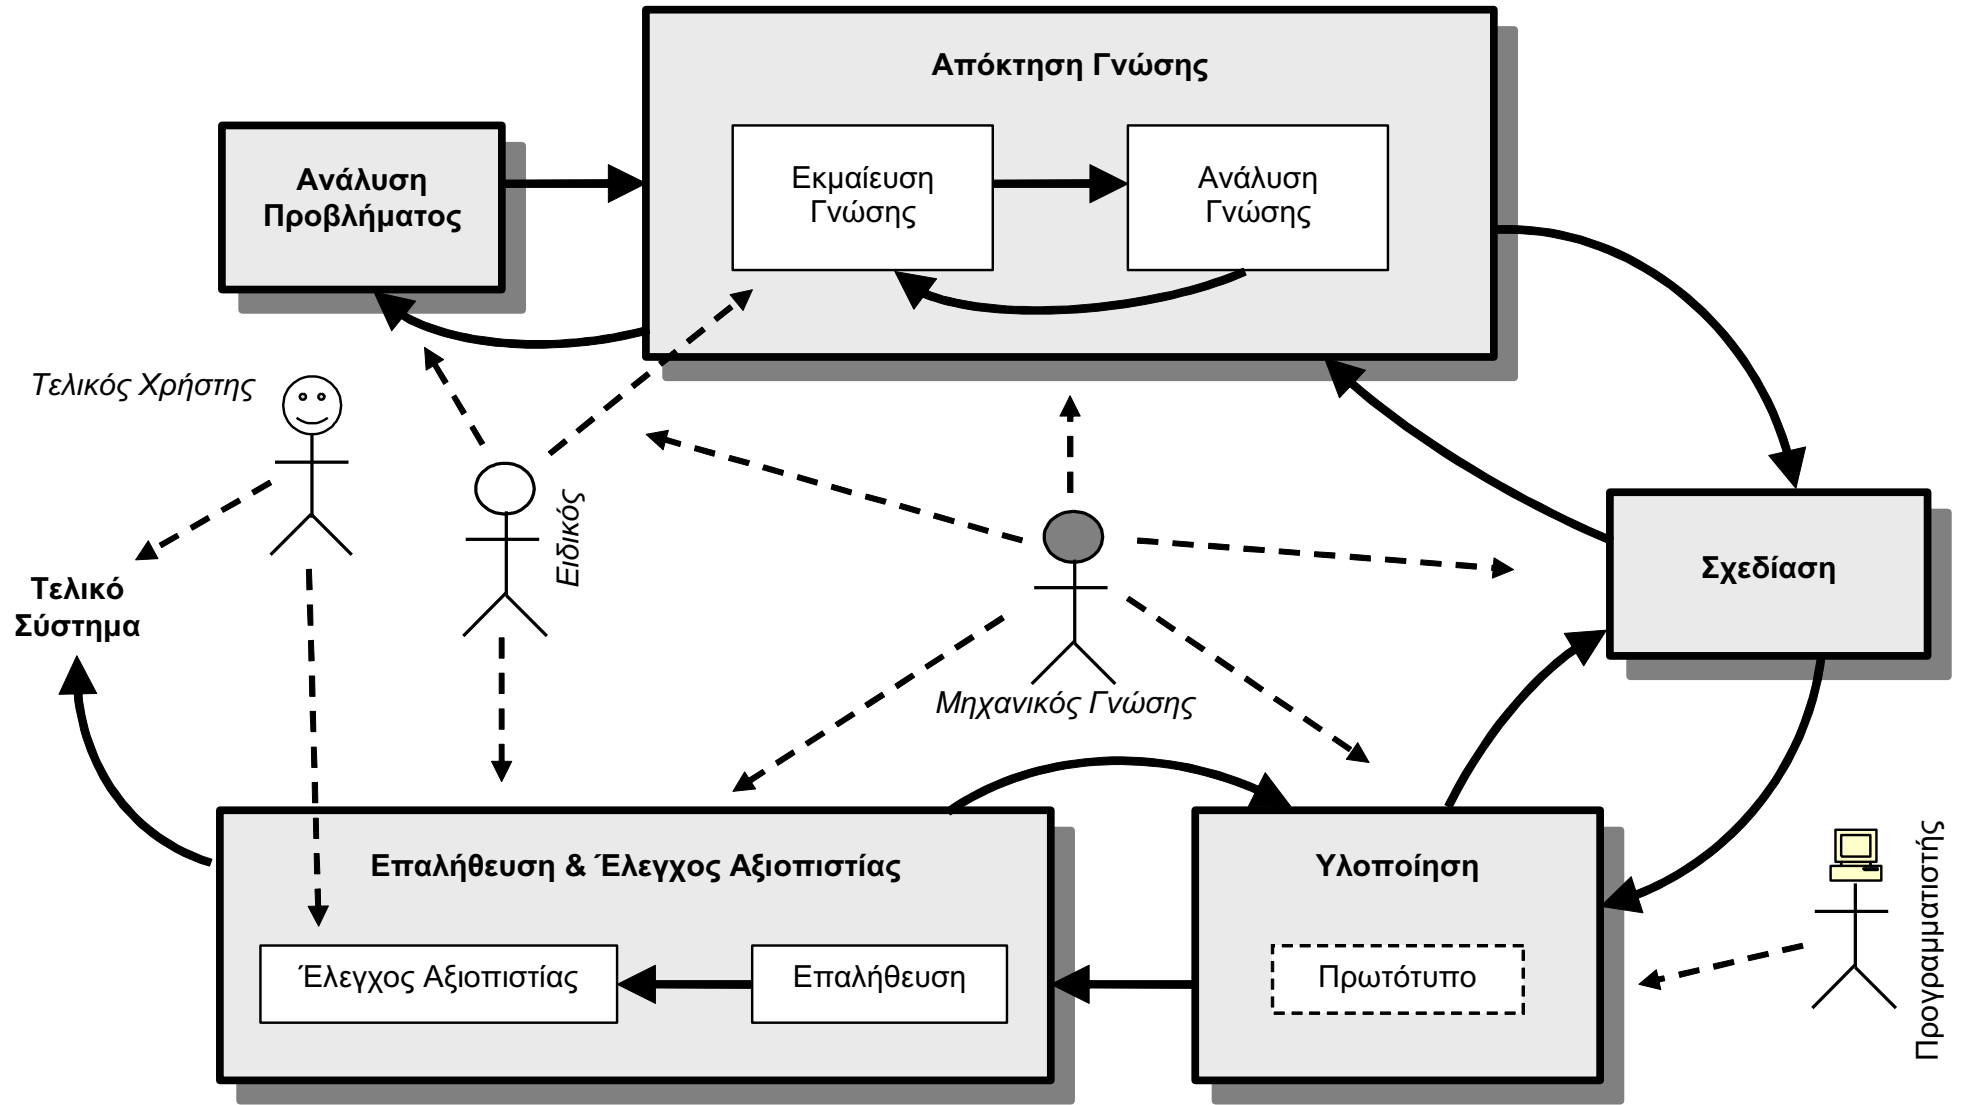 Απόκτηση Γνώσης
Ανάλυση
Προβλήματος
Εκμαίευση
Γνώσης
Ανάλυση
Γνώσης
Τελικός Χρήστης
Ειδικός
Τελικό
Σύστημα
Σχεδίαση
Μηχανικός Γνώσης
Επαλήθευση & Έλεγχος Αξιοπιστίας
Έλεγχος Αξιοπιστίας
Επαλήθευση
Υλοποίηση
Πρωτότυπο
Προγραμματιστής